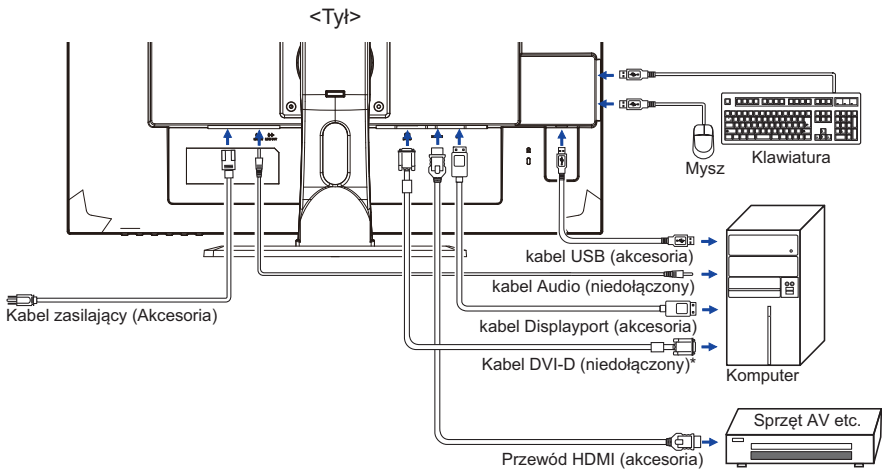 <Tył>
Klawiatura
Mysz
kabel USB (akcesoria)
kabel Audio (niedołączony)
Kabel zasilający (Akcesoria)
kabel Displayport (akcesoria)
Kabel DVI-D (niedołączony)*
Komputer
Sprzęt AV etc.
Przewód HDMI (akcesoria)